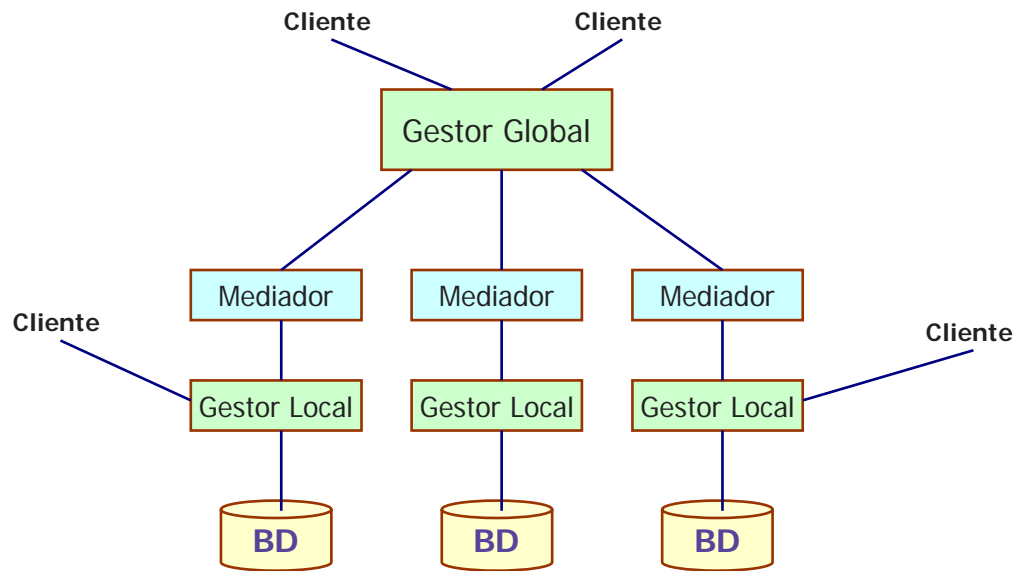 Cliente
Cliente
Gestor Global
Mediador
Mediador
Mediador
Cliente
Cliente
Gestor Local
Gestor Local
Gestor Local
BD
BD
BD